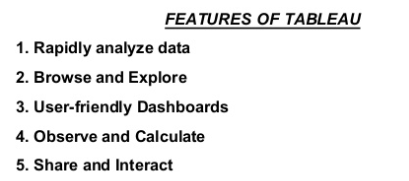 FEATURES OF TABLEAU
1. Rapidly analyze data
2. Browse and Explore
3. User-friendly Dashboards
4. Observe and Calculate
5. Share and Interact